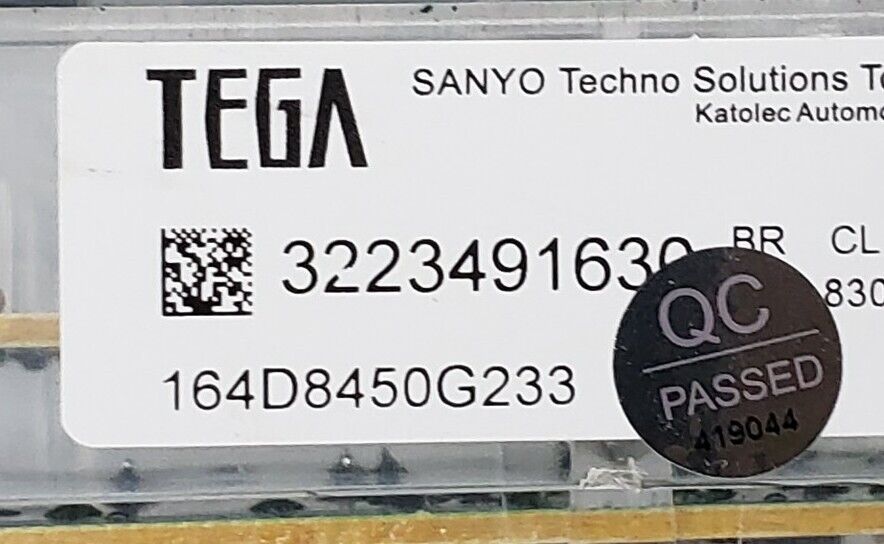 TEGA
SANYO Techno Solutions
Katolec
3223491630 BR CL
830
164D8450G233
QC
PASSED
419044